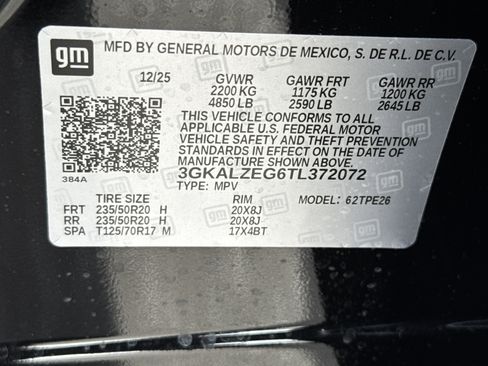 gm
MFD BY GENERAL MOTORS DE MEXICO, S. DE R.L. DE C.V.
12/25 GVWR GAWR FRT GAWR RR
2200 KG 1175 KG 1200 KG
4850 LB 2590 LB 2645 LB
THIS VEHICLE CONFORMS TO ALL
APPLICABLE U.S. FEDERAL MOTOR
VEHICLE SAFETY AND THEFT PREVENTION
STANDARDS IN EFFECT ON THE DATE OF
MANUFACTURE SHOWN ABOVE.
384A 3GKALZEG6TL372072
TYPE: MPV MODEL: 62TPE26
TIRE SIZE RIM
FRT 235/50R20 H 20X8J
RR 235/50R20 H 20X8J
SPA T125/70R17 M 17X4BT